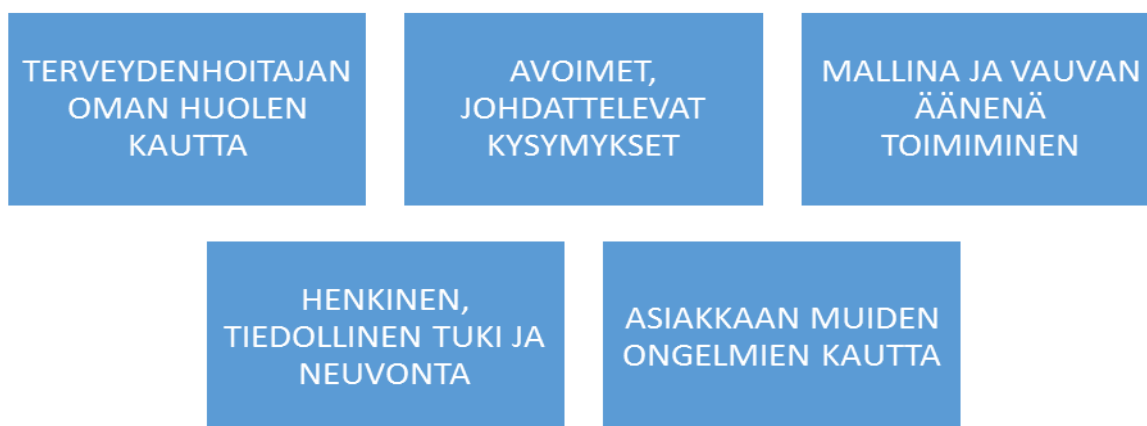 TERVEYDENHOITAJAN
OMAN HUOLEN
KAUTTA
AVOIMET,
JOHDATTELEVAT
KYSYMYKSET
MALLINA JA VAUVAN
ÄÄNENÄ
TOIMIMINEN
HENKINEN,
TIEDOLLINEN TUKI JA
NEUVONTA
ASIAKKAAN MUIDEN
ONGELMIEN KAUTTA